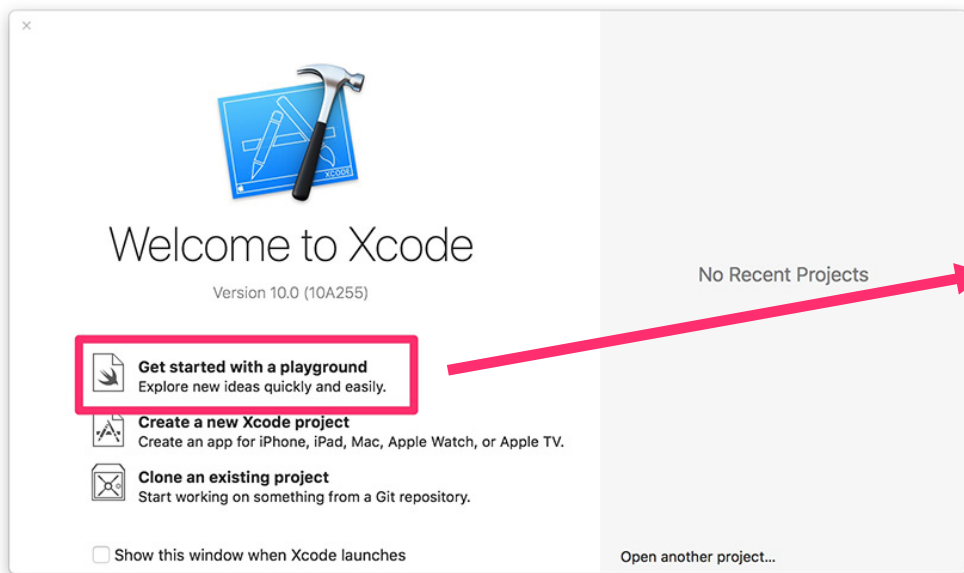 XCODE
Welcome to Xcode
Version 10.0 (10A255)
Get started with a playground
Explore new ideas quickly and easily.
Create a new Xcode project
Create an app for iPhone, iPad, Mac, Apple Watch, or Apple TV.
Clone an existing project
Start working on something from a Git repository.
Show this window when Xcode launches
No Recent Projects
Open another project...